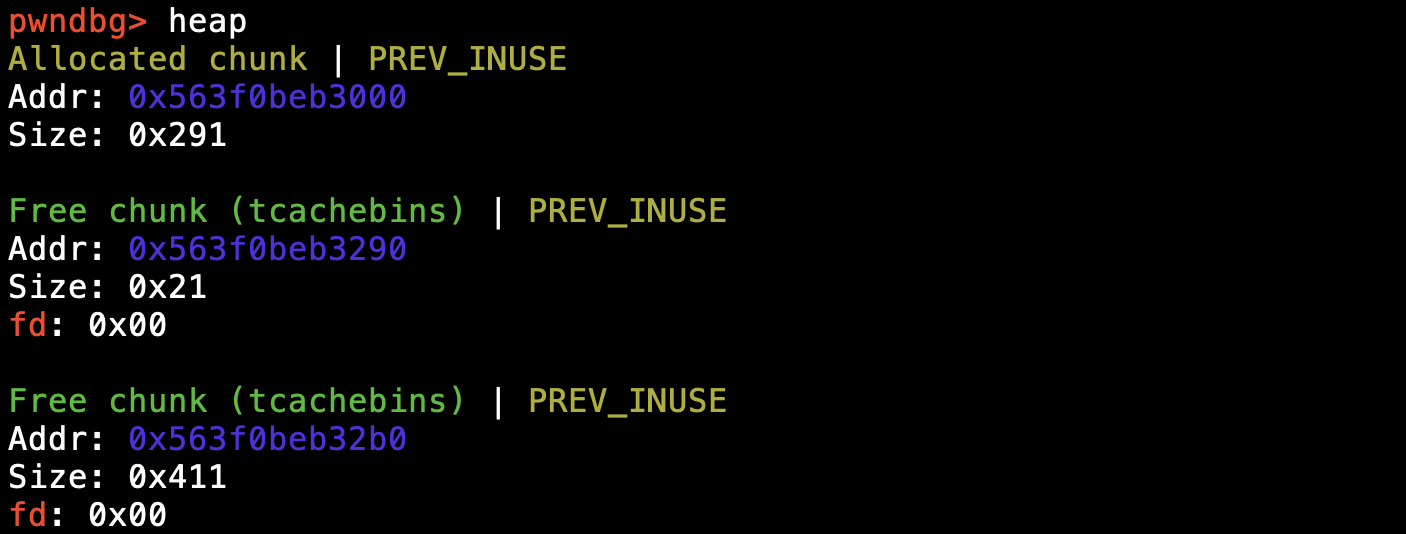 pwndbg> heap
Allocated chunk | PREV_INUSE
Addr: 0x563f0beb3000
Size: 0x291
Free chunk (tcachebins) | PREV_INUSE
Addr: 0x563f0beb3290
Size: 0x21
fd: 0x00
Free chunk (tcachebins) | PREV_INUSE
Addr: 0x563f0beb32b0
Size: 0x411
fd: 0x00